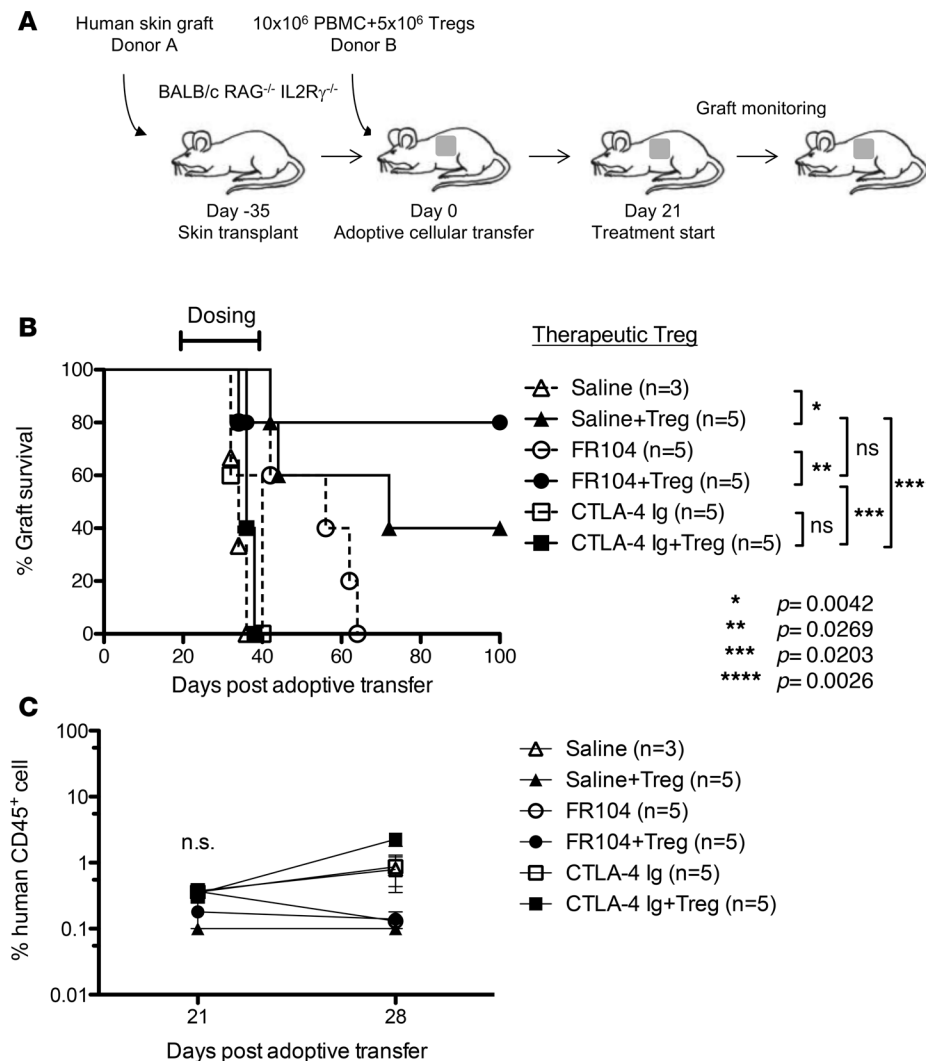 A
Human skin graft
Donor A
10x10⁶ PBMC+5x10⁶ Tregs
Donor B
BALB/c RAG⁻/⁻ IL2Rγ⁻/⁻
Graft monitoring
Day -35
Skin transplant
Day 0
Adoptive cellular transfer
Day 21
Treatment start
B
Dosing
100
80
60
40
20
0
% Graft survival
0 20 40 60 80 100
Days post adoptive transfer
Therapeutic Treg
Saline (n=3)
Saline+Treg (n=5)
FR104 (n=5)
FR104+Treg (n=5)
CTLA-4 Ig (n=5)
CTLA-4 Ig+Treg (n=5)
*
**
ns
ns
***
****
* p= 0.0042
** p= 0.0269
*** p= 0.0203
**** p= 0.0026
C
100
10
1
0.1
0.01
% human CD45⁺ cell
n.s.
21 28
Days post adoptive transfer
Saline (n=3)
Saline+Treg (n=5)
FR104 (n=5)
FR104+Treg (n=5)
CTLA-4 Ig (n=5)
CTLA-4 Ig+Treg (n=5)